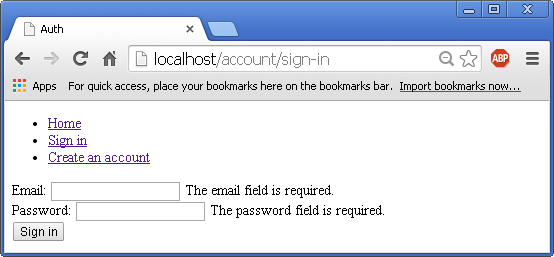 Auth
localhost/account/sign-in
ABP
Apps For quick access, place your bookmarks here on the bookmarks bar. Import bookmarks now...
Home
Sign in
Create an account
Email: The email field is required.
Password: The password field is required.
Sign in